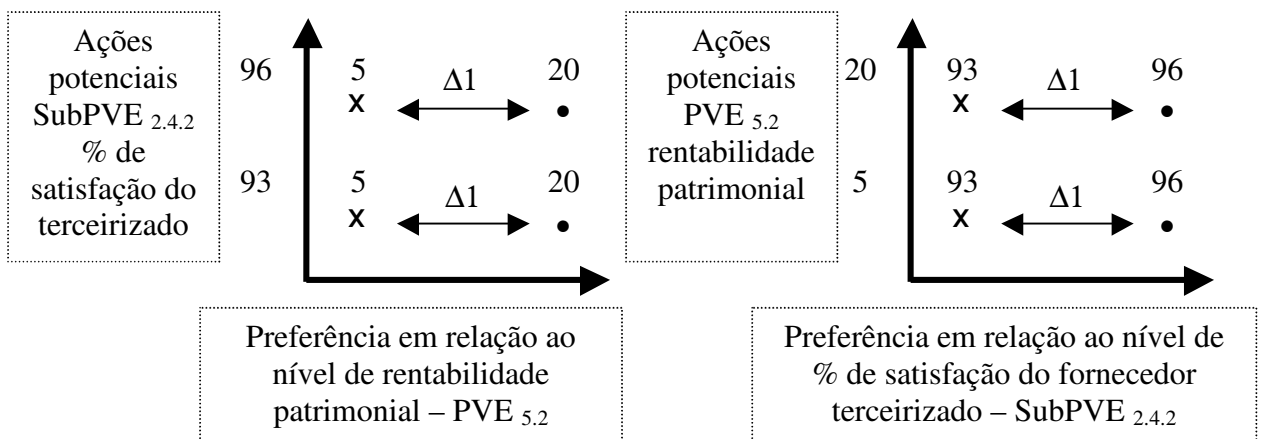 Ações
potenciais
SubPVE 2.4.2
% de
satisfação do
terceirizado
96
5
Δ1
20
x
•
93
5
Δ1
20
x
•
Preferência em relação ao
nível de rentabilidade
patrimonial – PVE 5.2
Ações
potenciais
PVE 5.2
rentabilidade
patrimonial
20
93
Δ1
96
x
•
5
93
Δ1
96
x
•
Preferência em relação ao nível de
% de satisfação do fornecedor
terceirizado – SubPVE 2.4.2